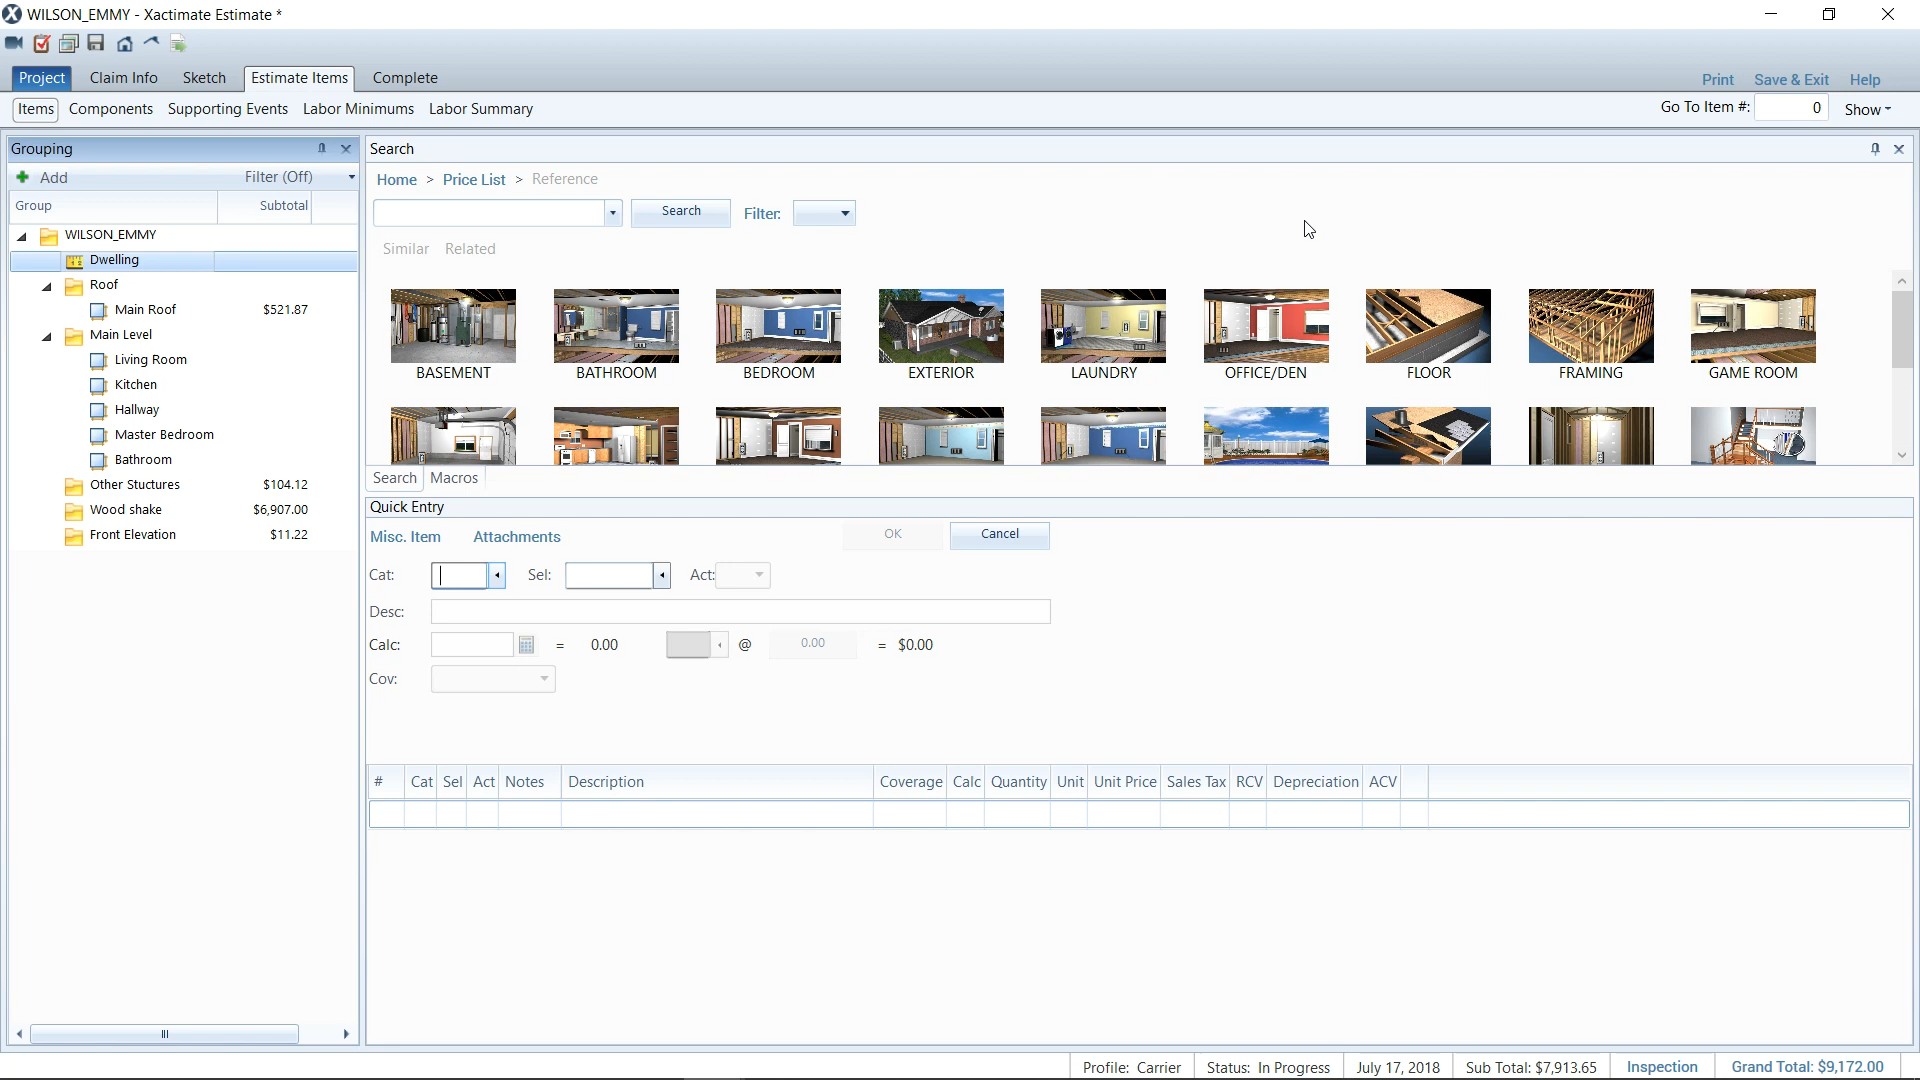 WILSON_EMMY - Xactimate Estimate *
Project Claim Info Sketch Estimate Items Complete Print Save & Exit Help
Items Components Supporting Events Labor Minimums Labor Summary Go To Item #: 0 Show
Grouping
Add Filter (Off)
Group Subtotal
WILSON_EMMY
Dwelling
Roof
Main Roof $521.87
Main Level
Living Room
Kitchen
Hallway
Master Bedroom
Bathroom
Other Stuctures $104.12
Wood shake $6,907.00
Front Elevation $11.22
Search
Home > Price List > Reference
Search Filter:
Similar Related
BASEMENT BATHROOM BEDROOM EXTERIOR LAUNDRY OFFICE/DEN FLOOR FRAMING GAME ROOM
Search Macros
Quick Entry
Misc. Item Attachments OK Cancel
Cat: Sel: Act:
Desc:
Calc: = 0.00 @ 0.00 = $0.00
Cov:
# Cat Sel Act Notes Description Coverage Calc Quantity Unit Unit Price Sales Tax RCV Depreciation ACV
Profile: Carrier Status: In Progress July 17, 2018 Sub Total: $7,913.65 Inspection Grand Total: $9,172.00